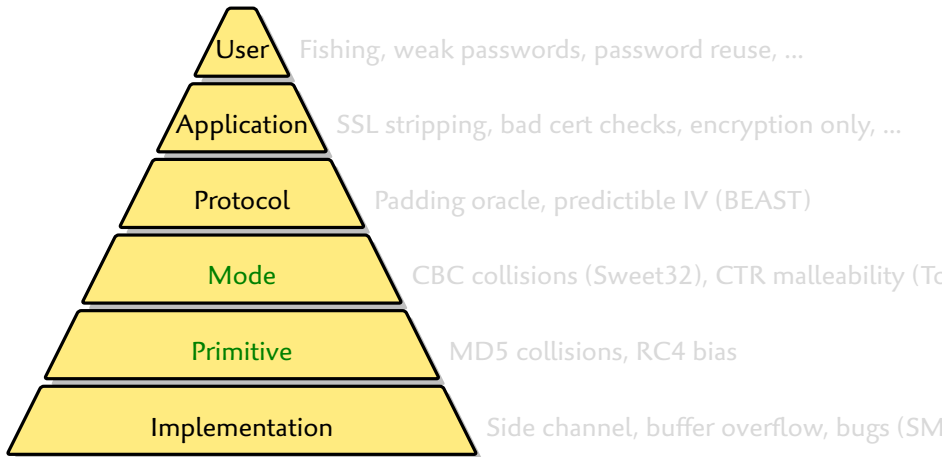 User Fishing, weak passwords, password reuse, ...
Application SSL stripping, bad cert checks, encryption only, ...
Protocol Padding oracle, predictible IV (BEAST)
Mode CBC collisions (Sweet32), CTR malleability
Primitive MD5 collisions, RC4 bias
Implementation Side channel, buffer overflow, bugs